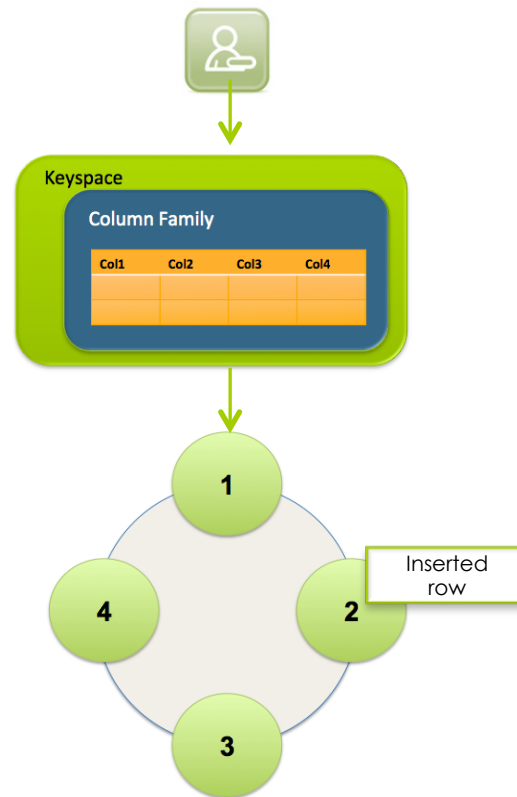 Keyspace
Column Family
Col1 Col2 Col3 Col4
1
4
2
Inserted
row
3